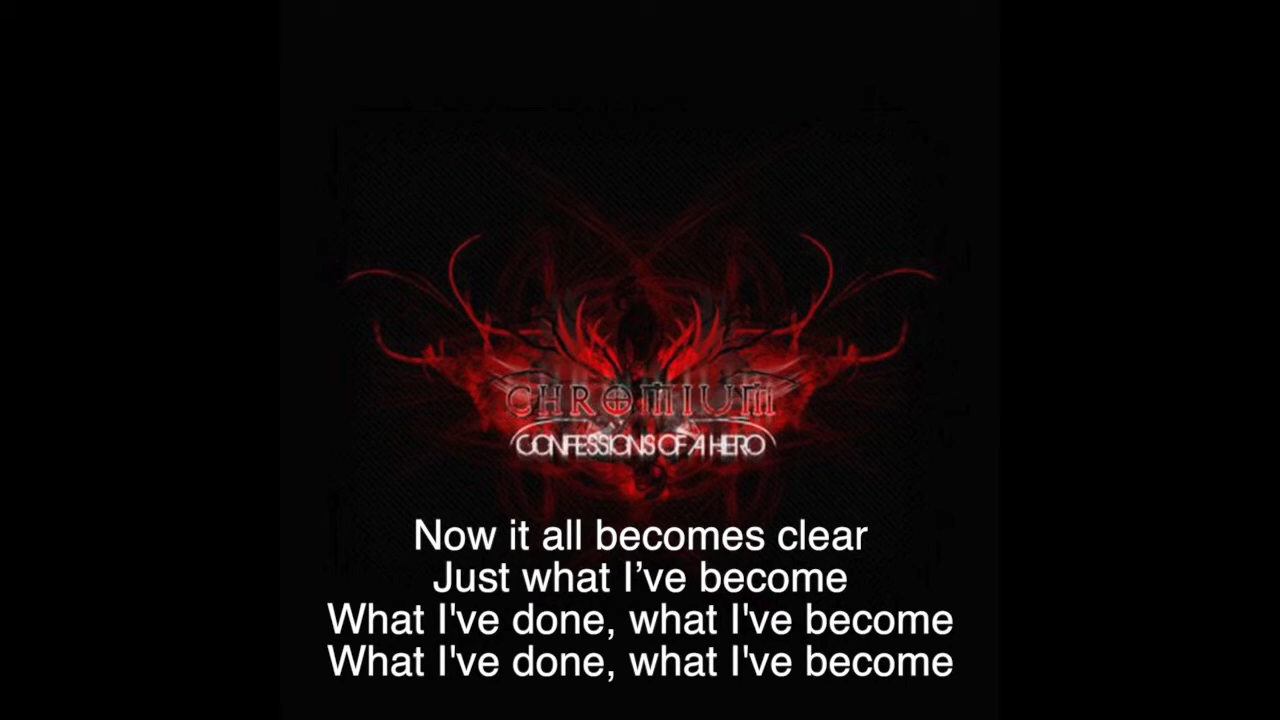 CHROMIUM
CONFESSIONS OF A HERO
Now it all becomes clear
Just what I’ve become
What I've done, what I've become
What I've done, what I've become